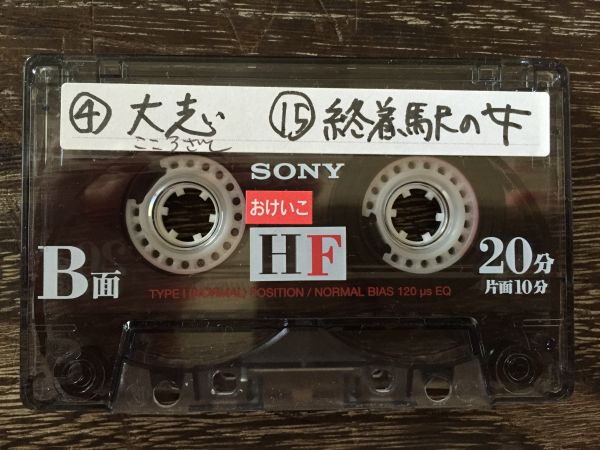 ④ 大志 ⑮ 終着駅の女
こころざし
SONY
おけいこ
HF
B面
20分
片面10分
TYPE I (NORMAL) POSITION / NORMAL BIAS 120 μs EQ